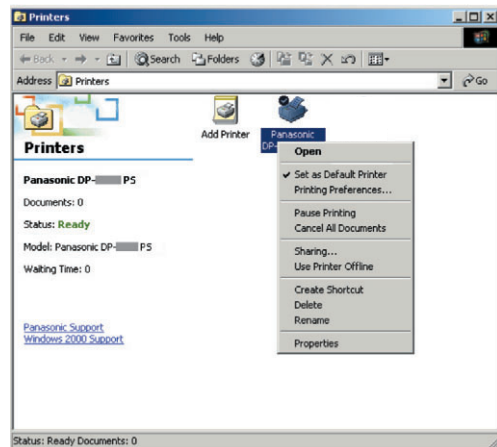 Printers
File Edit View Favorites Tools Help
Back Search Folders
Address Printers Go
Add Printer
Panasonic
DP-
Printers
Panasonic DP- PS
Documents: 0
Status: Ready
Model: Panasonic DP- PS
Waiting Time: 0
Panasonic Support
Windows 2000 Support
Open
Set as Default Printer
Printing Preferences...
Pause Printing
Cancel All Documents
Sharing...
Use Printer Offline
Create Shortcut
Delete
Rename
Properties
Status: Ready Documents: 0